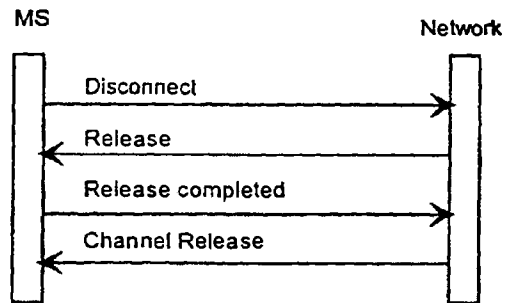 MS
Network
Disconnect
Release
Release completed
Channel Release